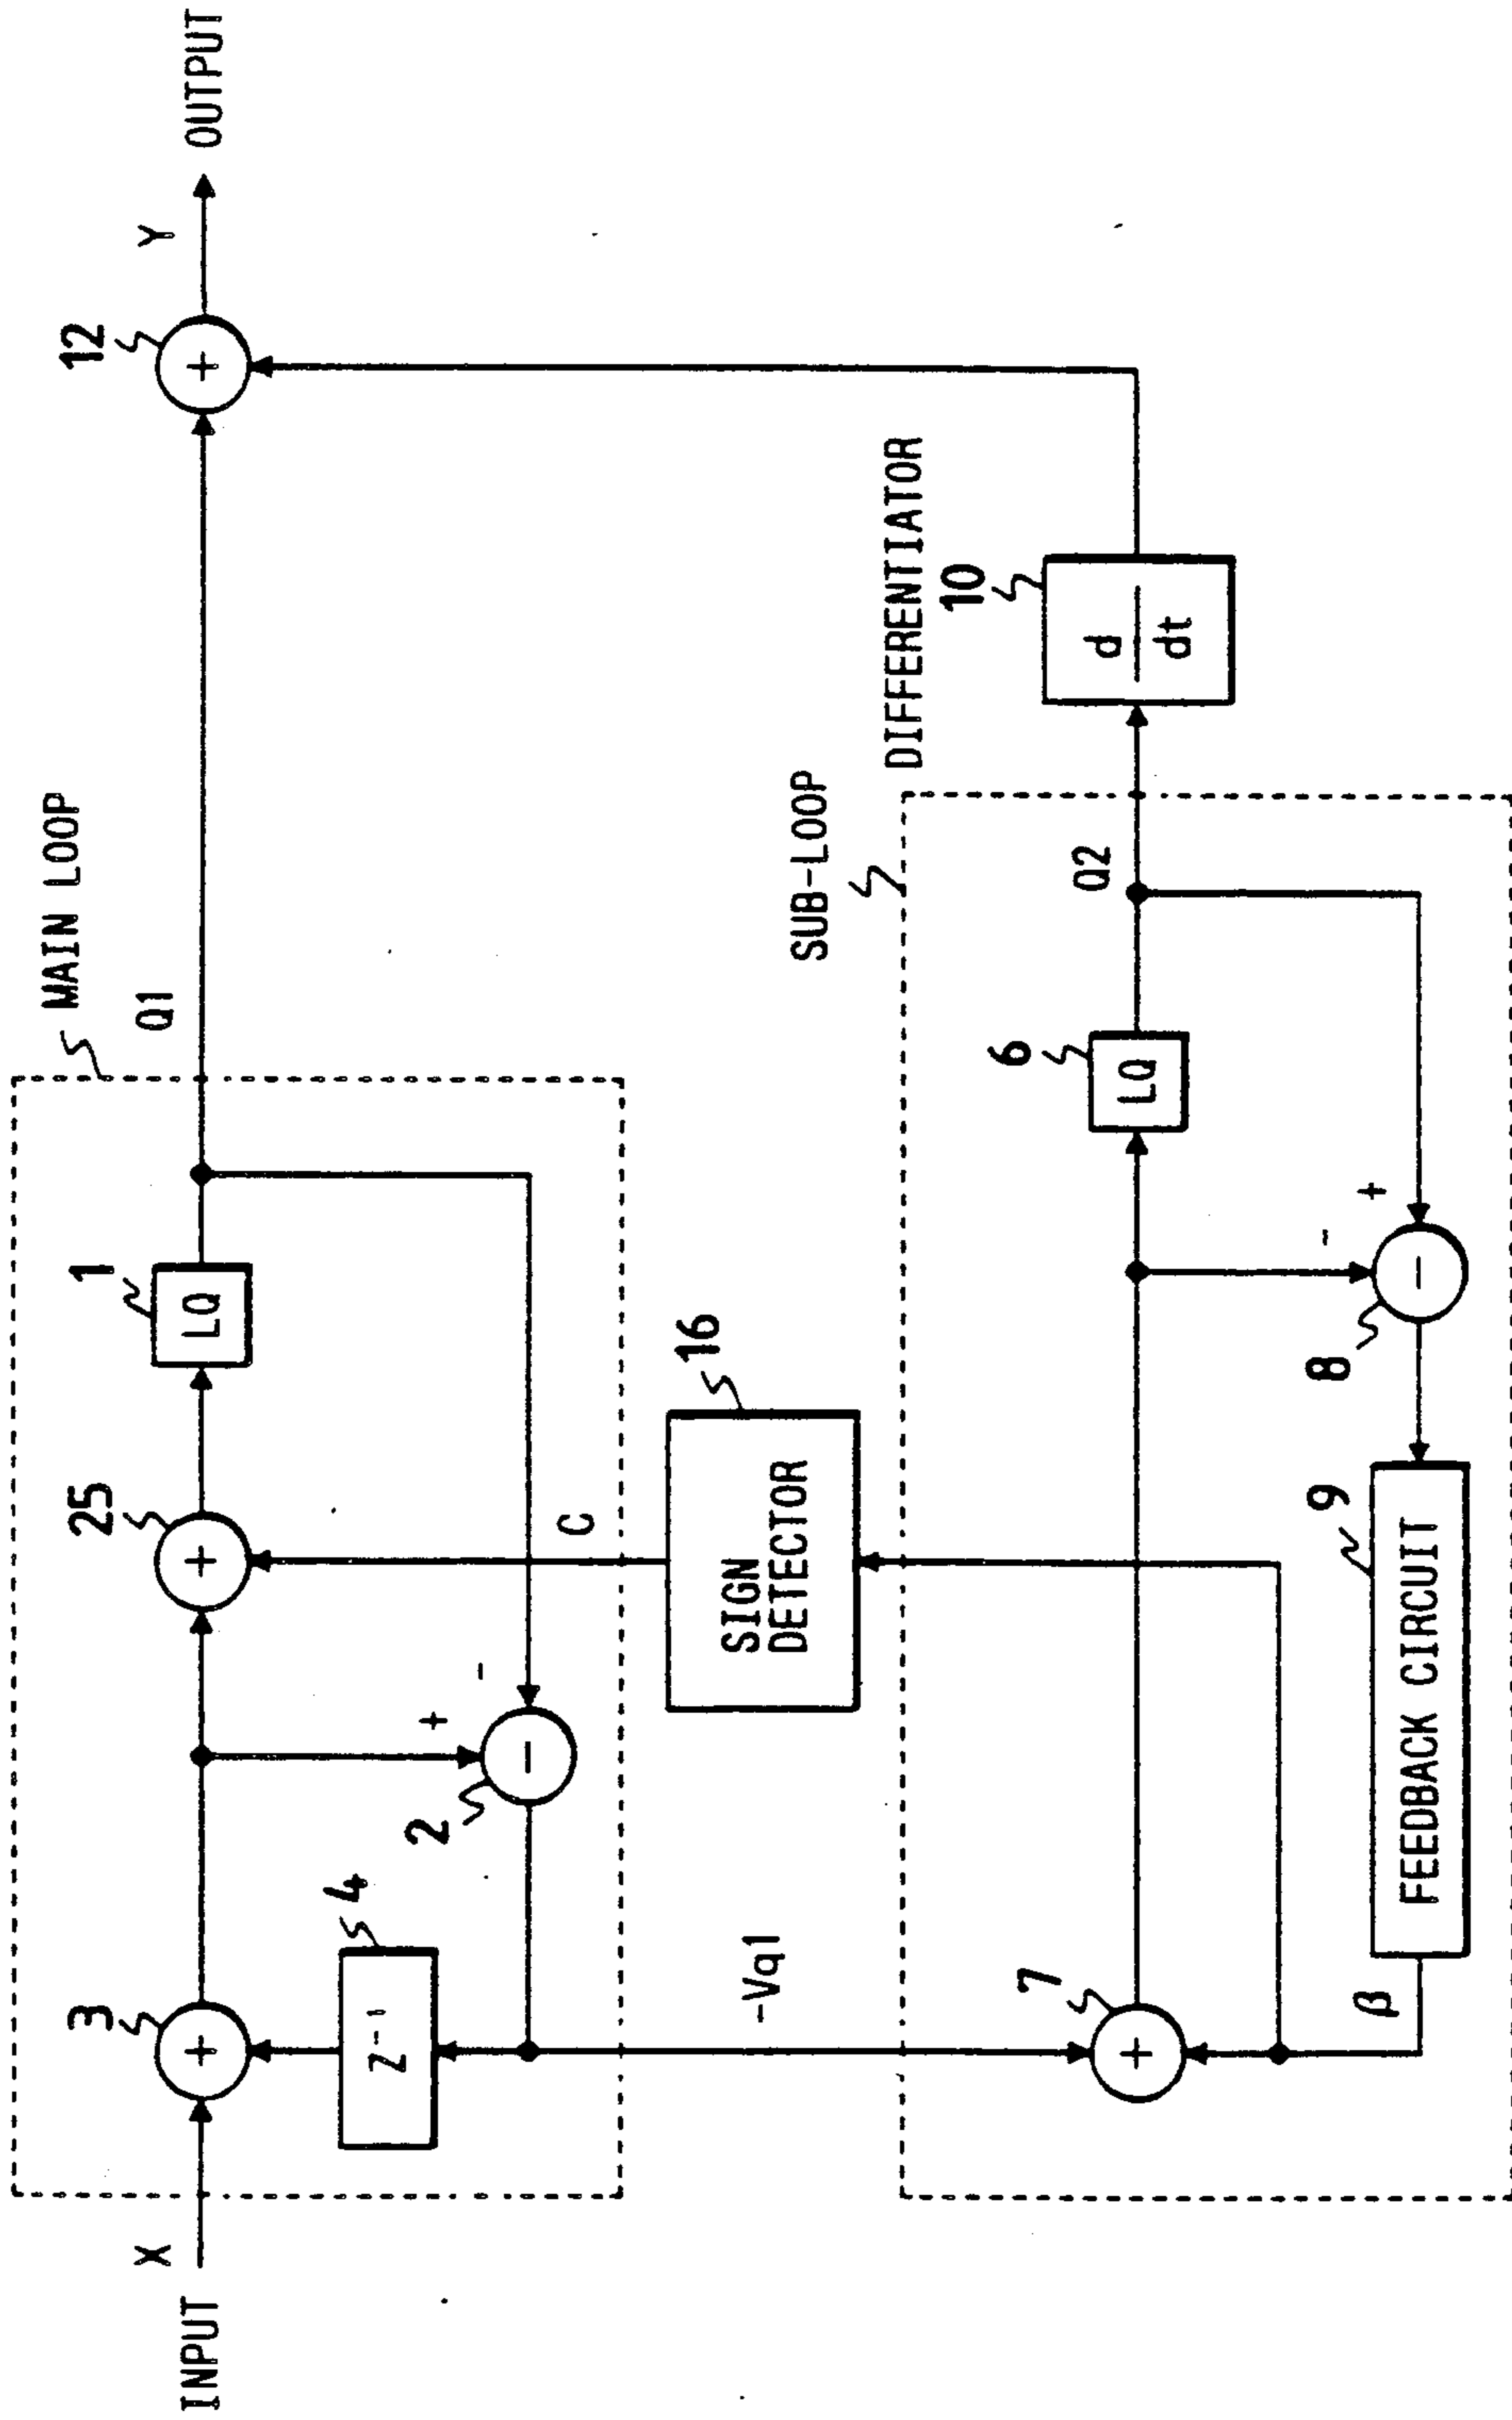 MAIN LOOP
INPUT
X
3
+
25
+
1
LQ
Q1
12
+
Y
OUTPUT
4
Z⁻¹
2
-
+
-
C
-Vq1
16
SIGN
DETECTOR
SUB-LOOP
DIFFERENTIATOR
7
+
6
LQ
Q2
10
d
dt
8
-
-
+
9
FEEDBACK CIRCUIT
β